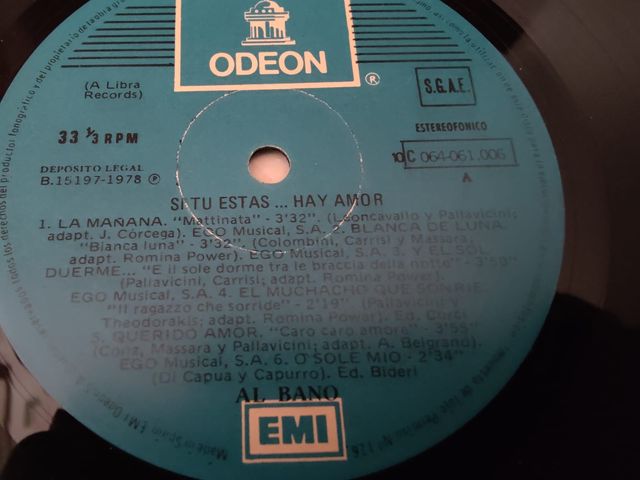 ODEON
®
(A Libra
Records)
S.G.A.E.
33 1/3 RPM
ESTEREOFONICO
10C 064-061.006
DEPOSITO LEGAL
B.15197-1978 Ⓟ
A
SI TU ESTAS ... HAY AMOR
1. LA MAÑANA. "Mattinata" - 3'32". (Leoncavallo y Pallavicini;
adapt. J. Córcega). EGO Musical, S.A. 2. BLANCA DE LUNA.
"Bianca luna" - 3'32". (Colombini, Carrisi y Massara;
adapt. Romina Power). EGO Musical, S.A. 3. Y EL SOL
DUERME... "E il sole dorme tra le braccia della notte" - 3'50"
(Pallavicini, Carrisi; adapt. Romina Power).
EGO Musical, S.A. 4. EL MUCHACHO QUE SONRIE.
"Il ragazzo che sorride" - 2'19" (Pallavicini y
Theodorakis; adapt. Romina Power). Ed. Curci
5. QUERIDO AMOR. "Caro caro amore" - 3'55"
(Conz, Massara y Pallavicini; adapt. A. Belgrano).
EGO Musical, S.A. 6. O SOLE MIO - 2'34"
(Di Capua y Capurro). Ed. Bideri
AL BANO
EMI
Made in Spain